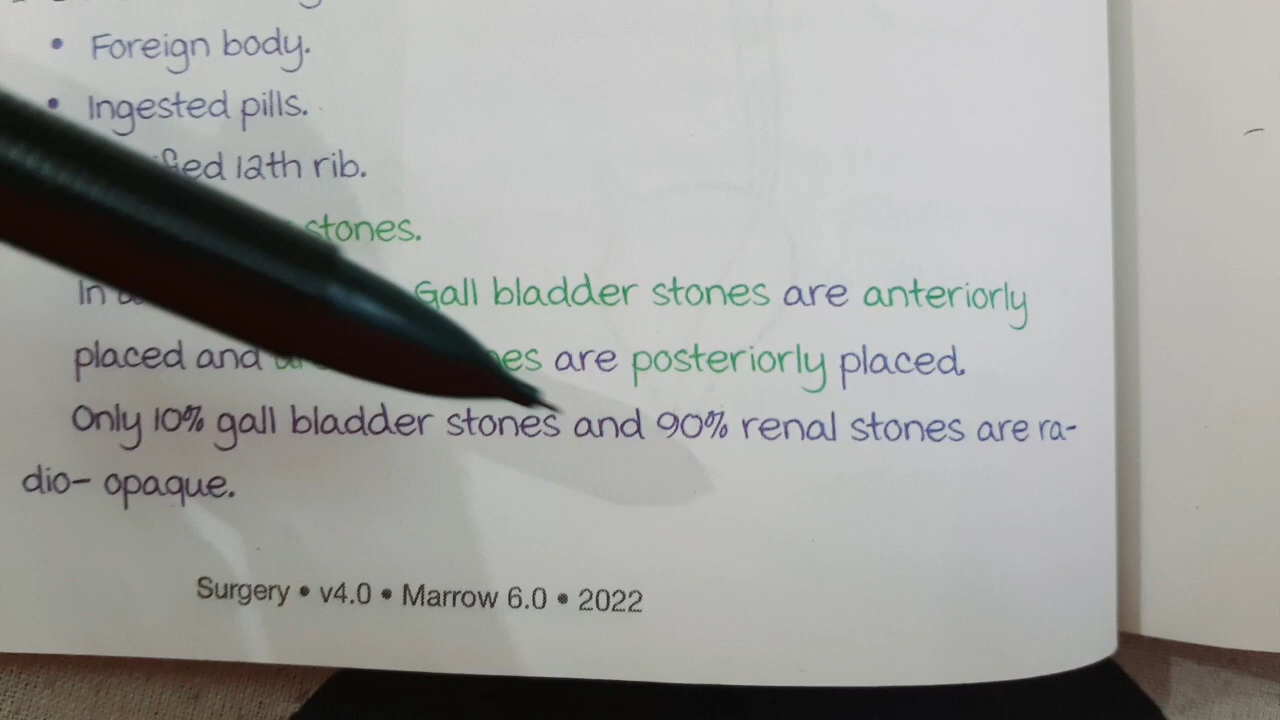 • Foreign body.
• Ingested pills.
12th rib.
stones.
In Gall bladder stones are anteriorly
placed and are posteriorly placed.
Only 10% gall bladder stones and 90% renal stones are ra-
dio- opaque.
Surgery • v4.0 • Marrow 6.0 • 2022